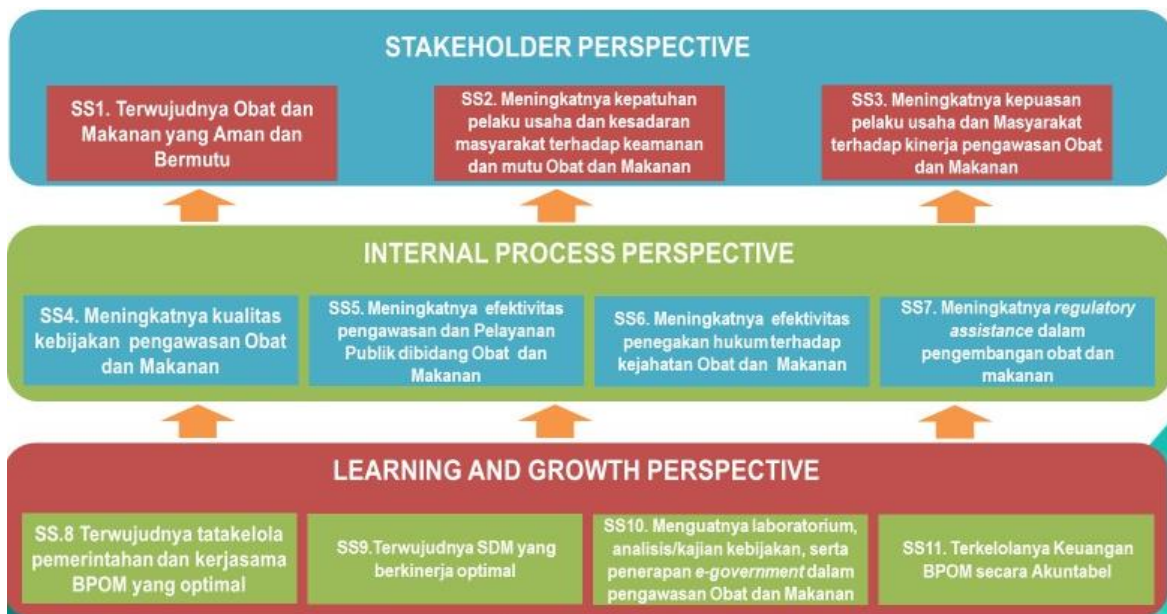 STAKEHOLDER PERSPECTIVE
SS1. Terwujudnya Obat dan
Makanan yang Aman dan
Bermutu
SS2. Meningkatnya kepatuhan
pelaku usaha dan kesadaran
masyarakat terhadap keamanan
dan mutu Obat dan Makanan
SS3. Meningkatnya kepuasan
pelaku usaha dan Masyarakat
terhadap kinerja pengawasan Obat
dan Makanan
INTERNAL PROCESS PERSPECTIVE
SS4. Meningkatnya kualitas
kebijakan pengawasan Obat
dan Makanan
SS5. Meningkatnya efektivitas
pengawasan dan Pelayanan
Publik dibidang Obat dan
Makanan
SS6. Meningkatnya efektivitas
penegakan hukum terhadap
kejahatan Obat dan Makanan
SS7. Meningkatnya regulatory
assistance dalam
pengembangan obat dan
makanan
LEARNING AND GROWTH PERSPECTIVE
SS.8 Terwujudnya tatakelola
pemerintahan dan kerjasama
BPOM yang optimal
SS9.Terwujudnya SDM yang
berkinerja optimal
SS10. Menguatnya laboratorium,
analisis/kajian kebijakan, serta
penerapan e-government dalam
pengawasan Obat dan Makanan
SS11. Terkelolanya Keuangan
BPOM secara Akuntabel